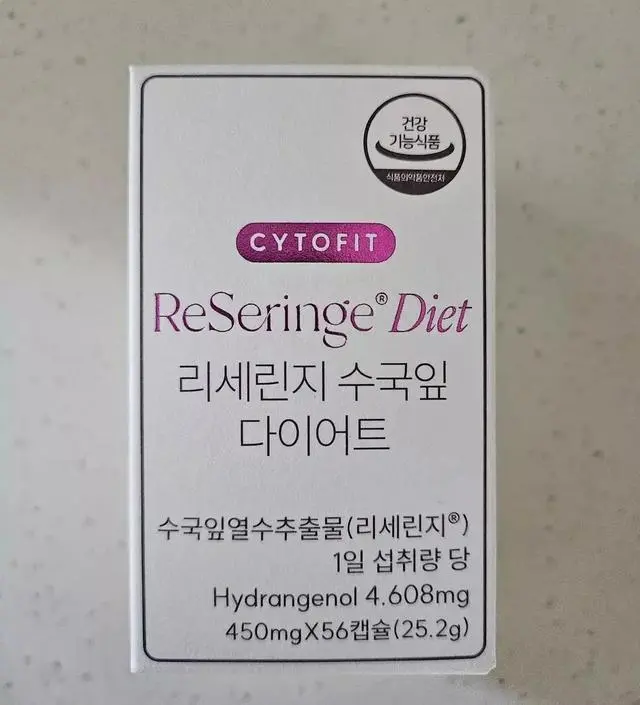 건강
기능식품
식품의약품안전처
CYTOFIT
ReSeringe® Diet
리세린지 수국잎
다이어트
수국잎열수추출물(리세린지®)
1일 섭취량 당
Hydrangenol 4.608mg
450mgX56캡슐(25.2g)